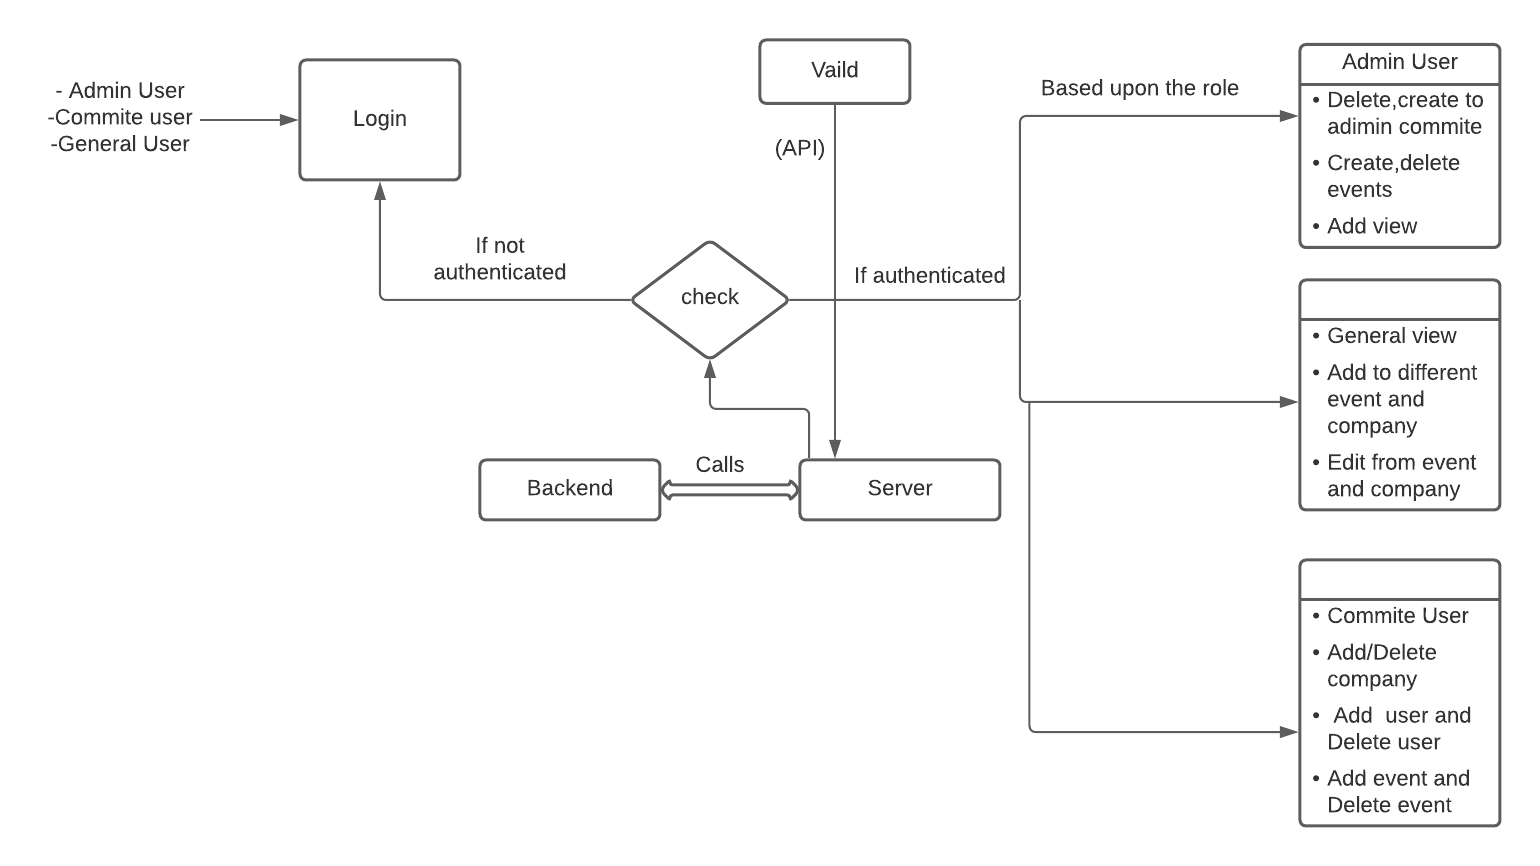 - Admin User
-Commite user
-General User
Login
Vaild
(API)
Based upon the role
If not
authenticated
check
If authenticated
Backend
Calls
Server
Admin User
• Delete,create to
adimin commite
• Create,delete
events
• Add view
• General view
• Add to different
event and
company
• Edit from event
and company
• Commite User
• Add/Delete
company
• Add  user and
Delete user
• Add event and
Delete event